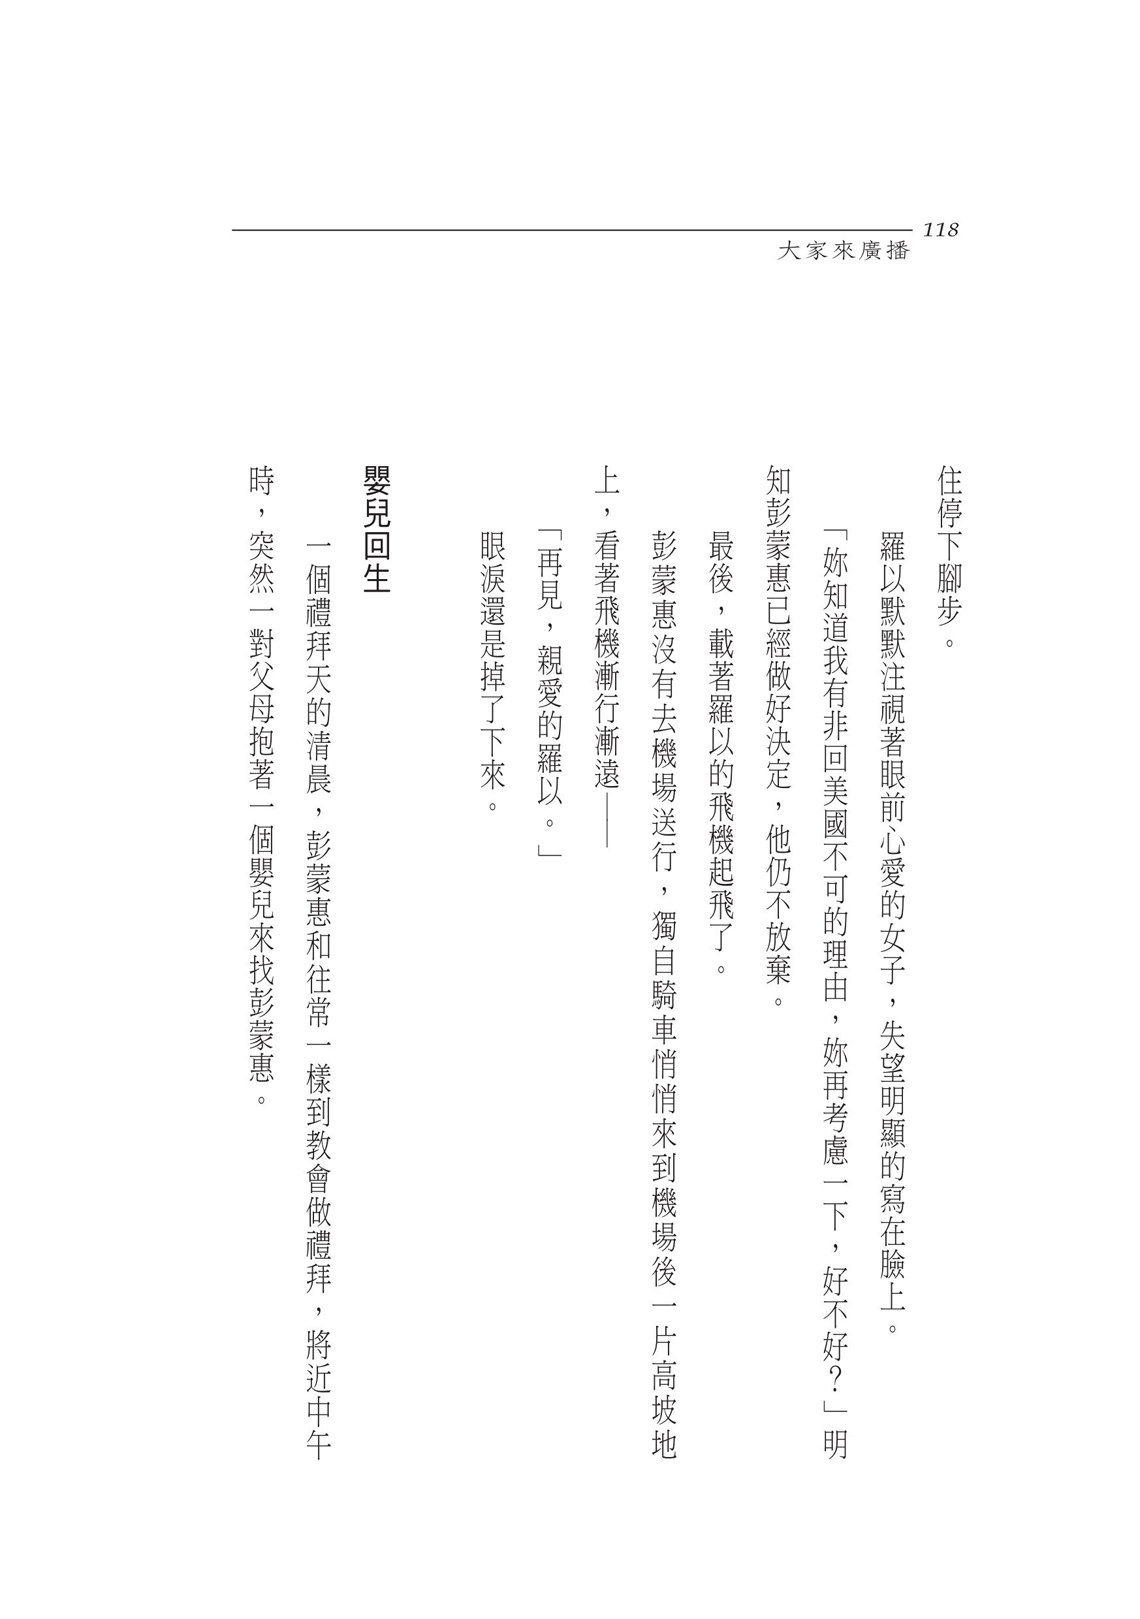 118
大家來廣播
住停下腳步。
羅以默默注視著眼前心愛的女子，失望明顯的寫在臉上。
「妳知道我有非回美國不可的理由，妳再考慮一下，好不好？」明
知彭蒙惠已經做好決定，他仍不放棄。
最後，載著羅以的飛機起飛了。
彭蒙惠沒有去機場送行，獨自騎車悄悄來到機場後一片高坡地
上，看著飛機漸行漸遠——
「再見，親愛的羅以。」
眼淚還是掉了下來。
嬰兒回生
一個禮拜天的清晨，彭蒙惠和往常一樣到教會做禮拜，將近中午
時，突然一對父母抱著一個嬰兒來找彭蒙惠。